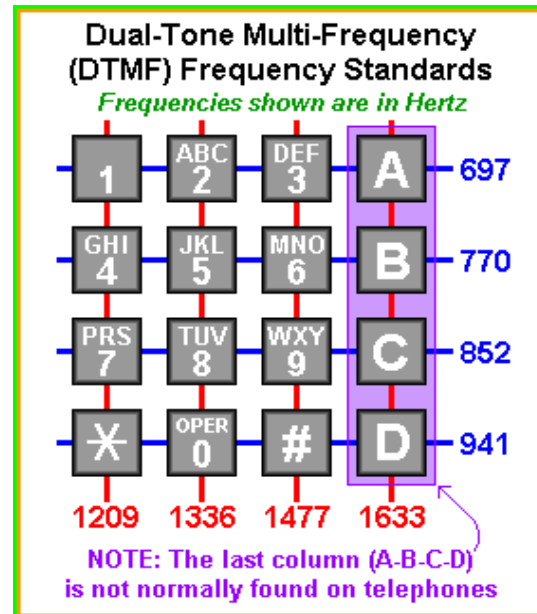 Dual-Tone Multi-Frequency
(DTMF) Frequency Standards
Frequencies shown are in Hertz
1 ABC 2 DEF 3 A 697
GHI 4 JKL 5 MNO 6 B 770
PRS 7 TUV 8 WXY 9 C 852
* OPER 0 # D 941
1209 1336 1477 1633
NOTE: The last column (A-B-C-D)
is not normally found on telephones